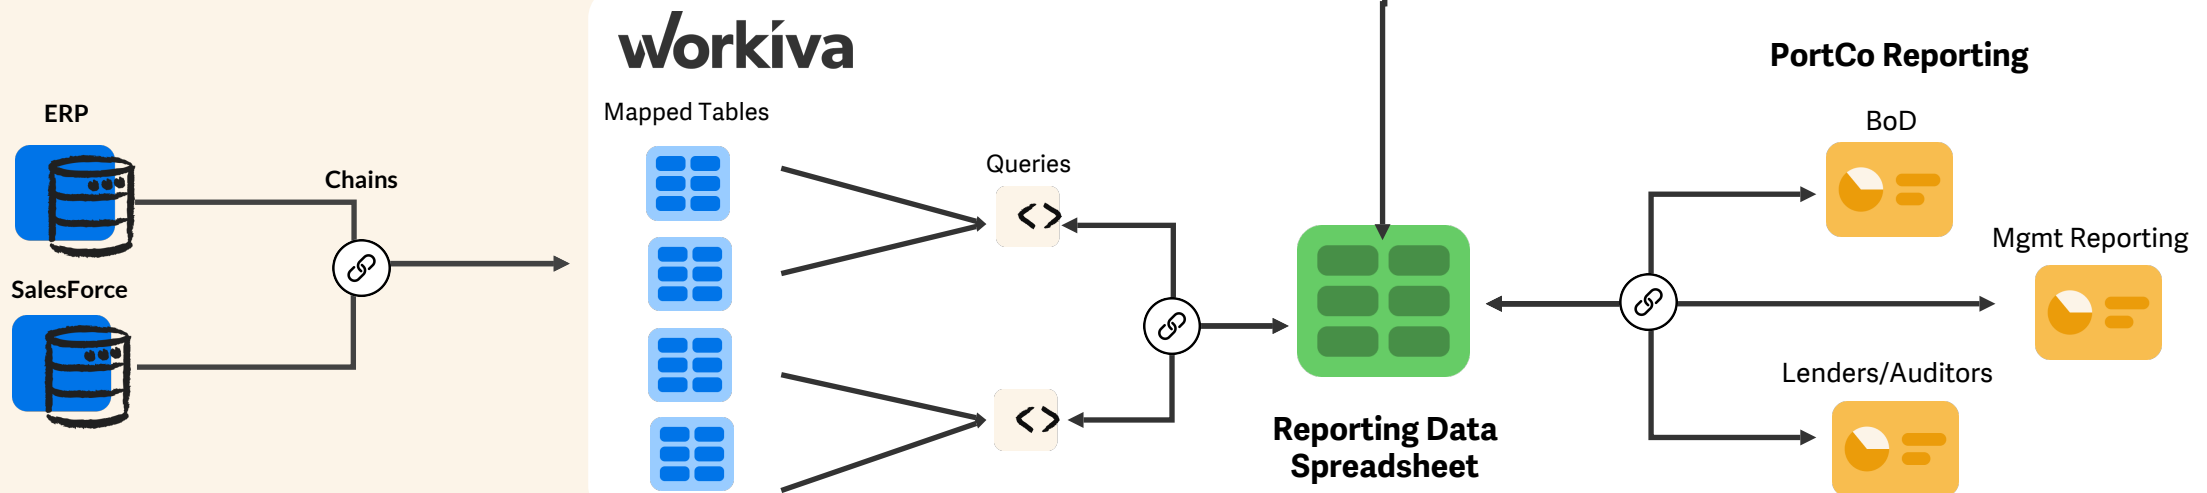 workiva
PortCo Reporting
ERP
Mapped Tables
BoD
Queries
Chains
Mgmt Reporting
SalesForce
Lenders/Auditors
Reporting Data
Spreadsheet